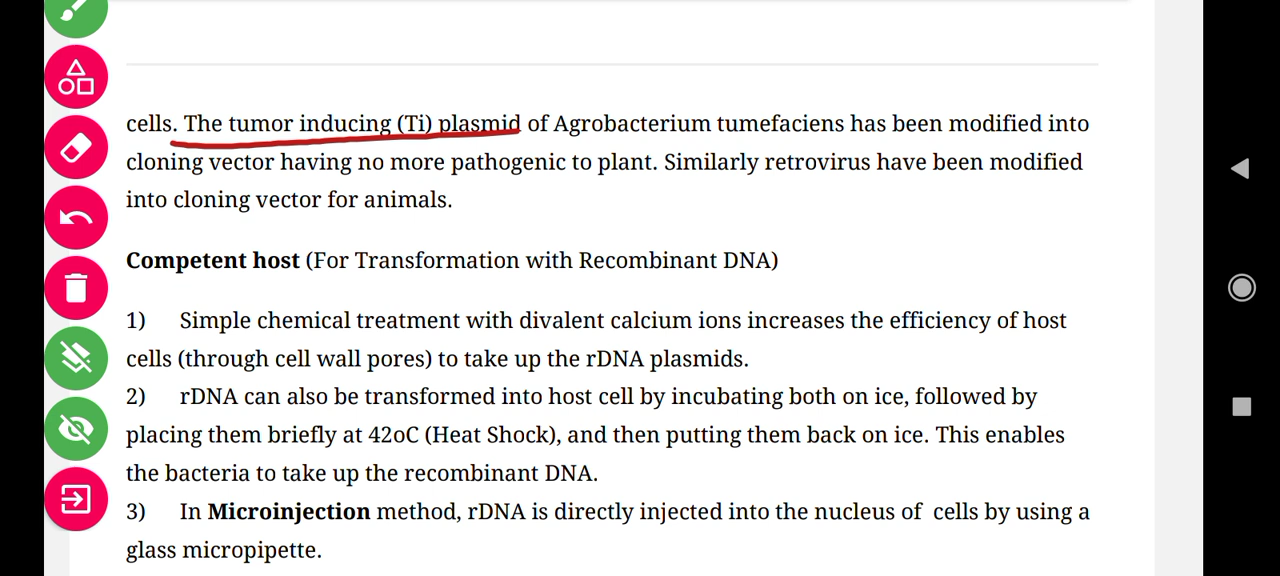 cells. The tumor inducing (Ti) plasmid of Agrobacterium tumefaciens has been modified into
cloning vector having no more pathogenic to plant. Similarly retrovirus have been modified
into cloning vector for animals.
Competent host (For Transformation with Recombinant DNA)
1) Simple chemical treatment with divalent calcium ions increases the efficiency of host
cells (through cell wall pores) to take up the rDNA plasmids.
2) rDNA can also be transformed into host cell by incubating both on ice, followed by
placing them briefly at 42oC (Heat Shock), and then putting them back on ice. This enables
the bacteria to take up the recombinant DNA.
3) In Microinjection method, rDNA is directly injected into the nucleus of cells by using a
glass micropipette.